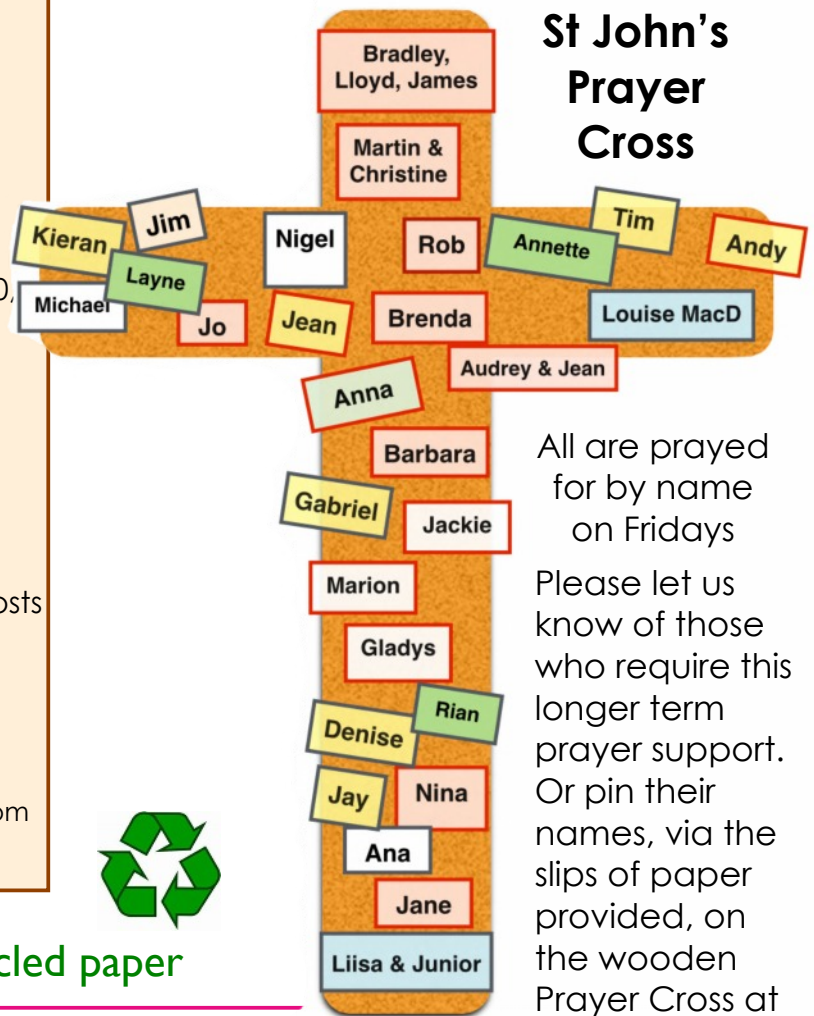 St John’s
Prayer
Cross
Bradley,
Lloyd, James
Martin &
Christine
Kieran
Jim
Nigel
Rob
Annette
Tim
Andy
Layne
Michael
Jo
Jean
Brenda
Louise MacD
Audrey & Jean
Anna
Barbara
Gabriel
Jackie
Marion
Gladys
Rian
Denise
Jay
Nina
Ana
Jane
Liisa & Junior
All are prayed
for by name
on Fridays
Please let us
know of those
who require this
longer term
prayer support.
Or pin their
names, via the
slips of paper
provided, on
the wooden
Prayer Cross at
0,
osts
om
cled paper